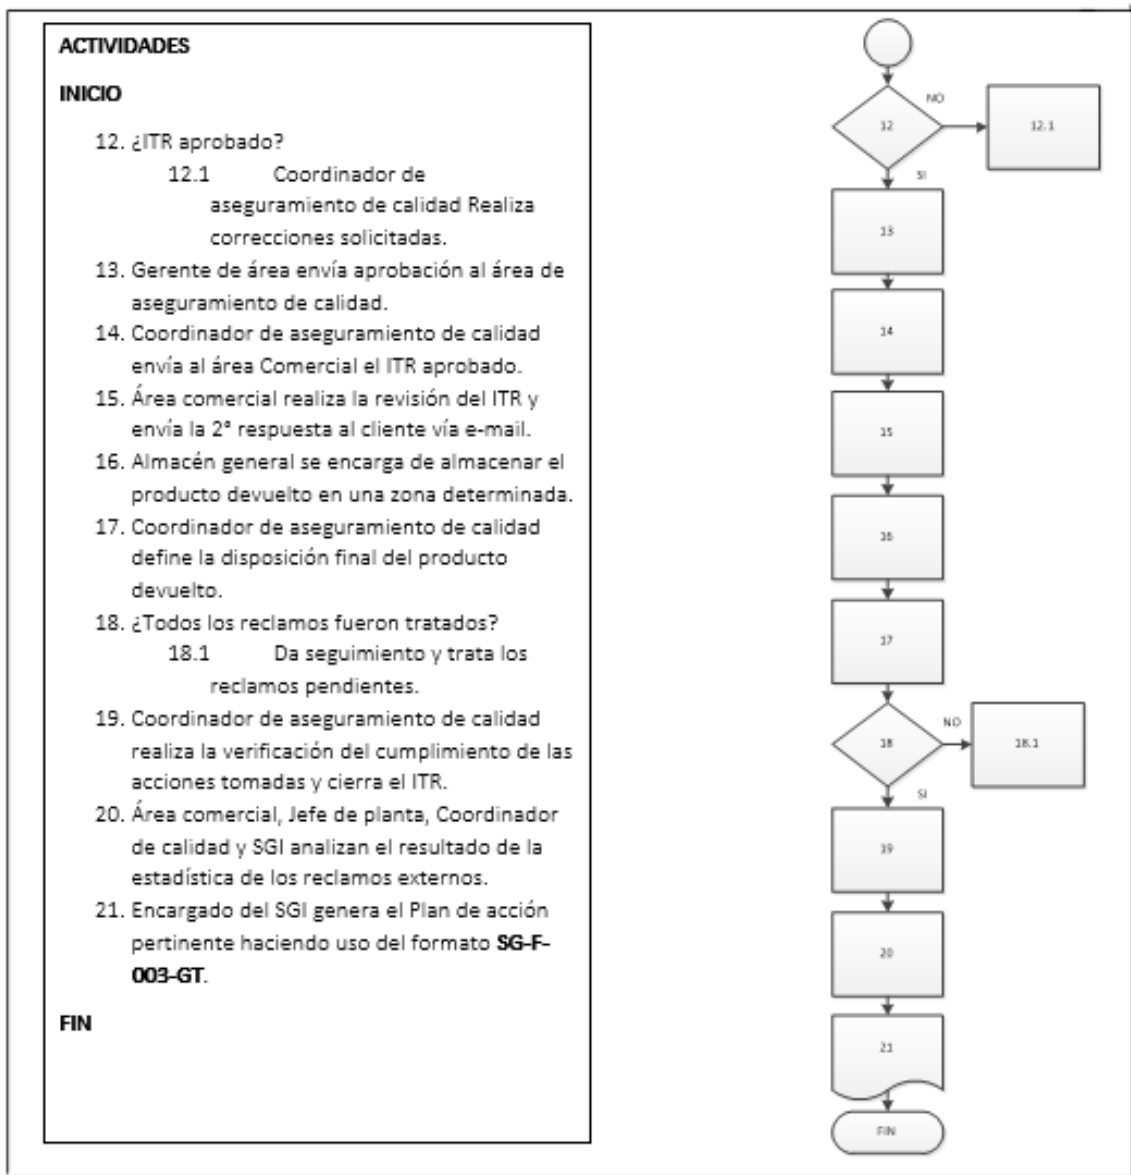 ACTIVIDADES
INICIO
12. ¿ITR aprobado?
12.1 Coordinador de
aseguramiento de calidad Realiza
correcciones solicitadas.
13. Gerente de área envía aprobación al área de
aseguramiento de calidad.
14. Coordinador de aseguramiento de calidad
envía al área Comercial el ITR aprobado.
15. Área comercial realiza la revisión del ITR y
envía la 2ª respuesta al cliente vía e-mail.
16. Almacén general se encarga de almacenar el
producto devuelto en una zona determinada.
17. Coordinador de aseguramiento de calidad
define la disposición final del producto
devuelto.
18. ¿Todos los reclamos fueron tratados?
18.1 Da seguimiento y trata los
reclamos pendientes.
19. Coordinador de aseguramiento de calidad
realiza la verificación del cumplimiento de las
acciones tomadas y cierra el ITR.
20. Área comercial, Jefe de planta, Coordinador
de calidad y SGI analizan el resultado de la
estadística de los reclamos externos.
21. Encargado del SGI genera el Plan de acción
pertinente haciendo uso del formato SG-F-
003-GT.
FIN
NO
12
12.1
SI
13
14
15
16
17
NO
18
18.1
SI
19
20
21
FIN